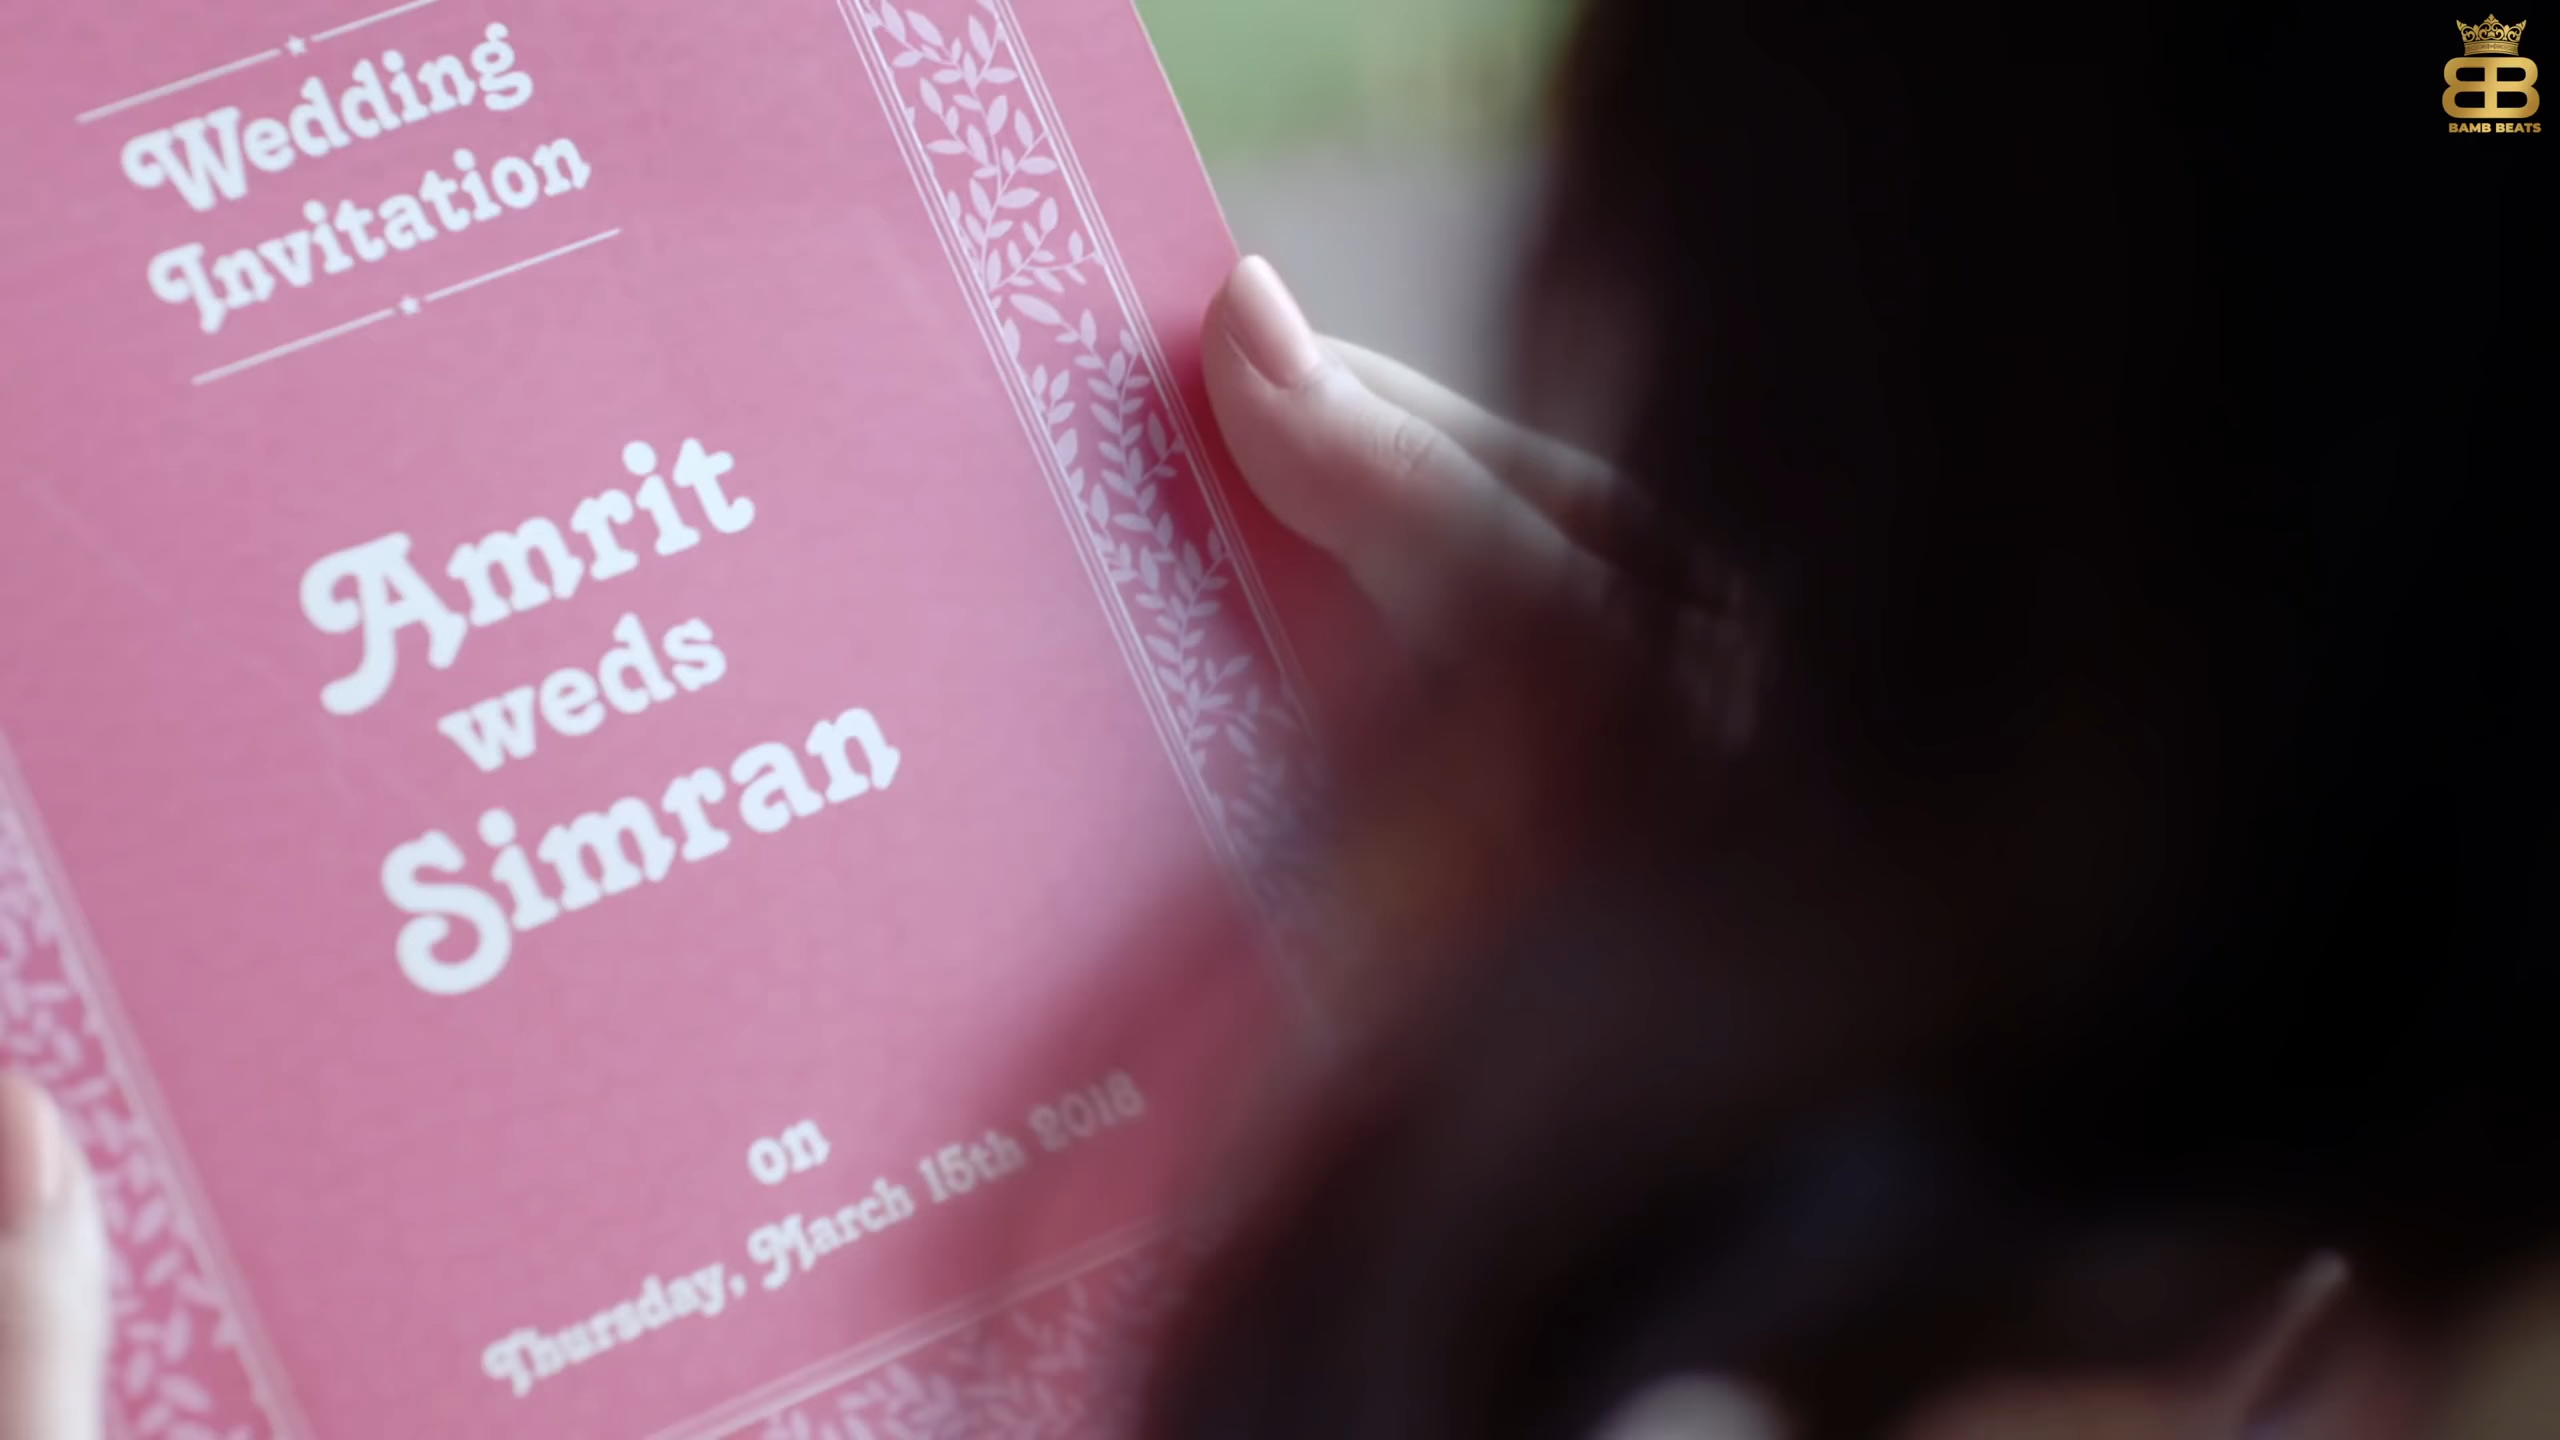 Wedding
Invitation
Amrit
weds
Simran
on
Thursday, March 15th 2018
BAMB BEATS